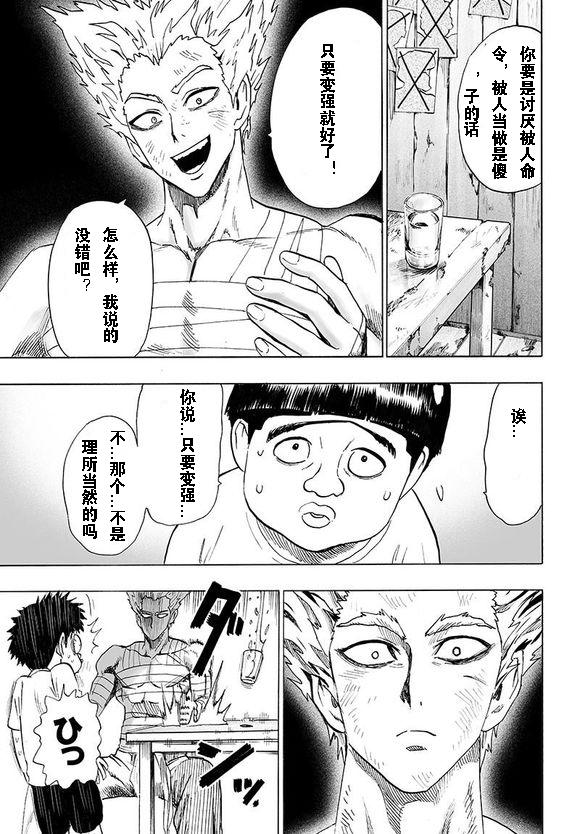 你要是讨厌被人命
令，被人当做是傻
，子的话
只要变强
就好了！
怎么样，我说的
没错吧？
诶…
你说…只要变强…
不…那个…不是
理所当然的吗
ダンッ
ひっ